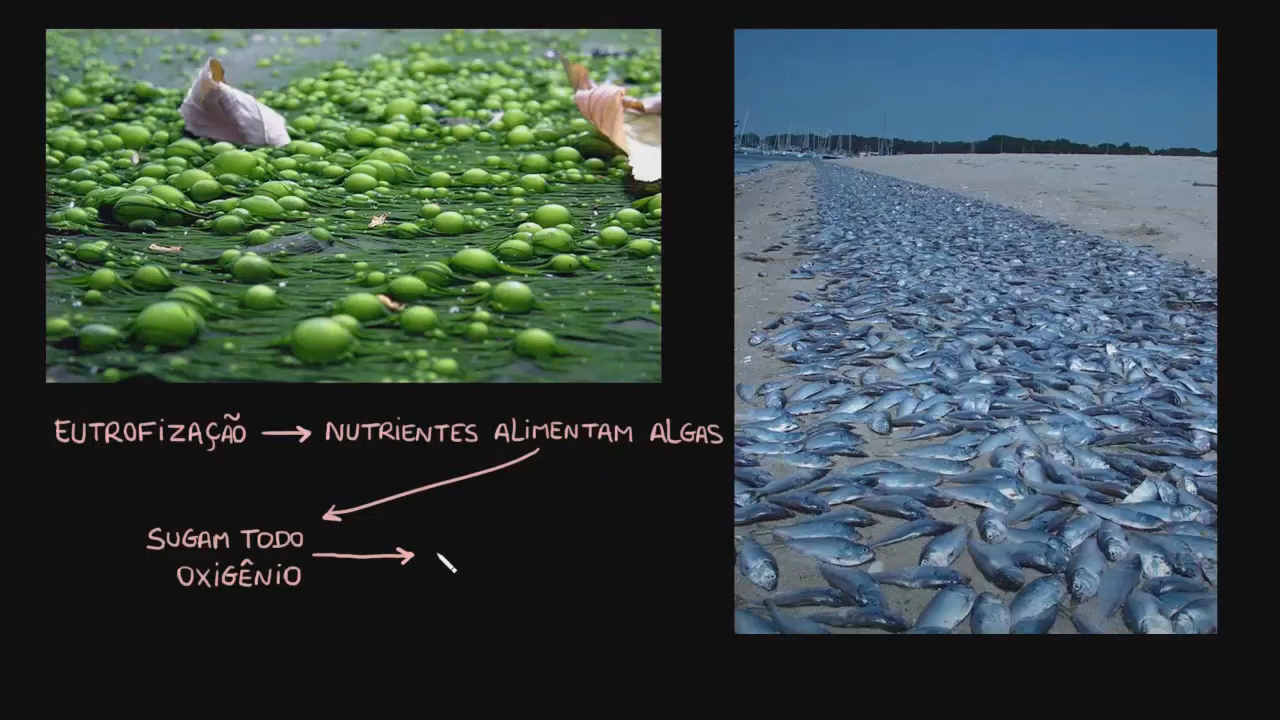 EUTROFIZAÇÃO → NUTRIENTES ALIMENTAM ALGAS
SUGAM TODO
OXIGÊNIO →